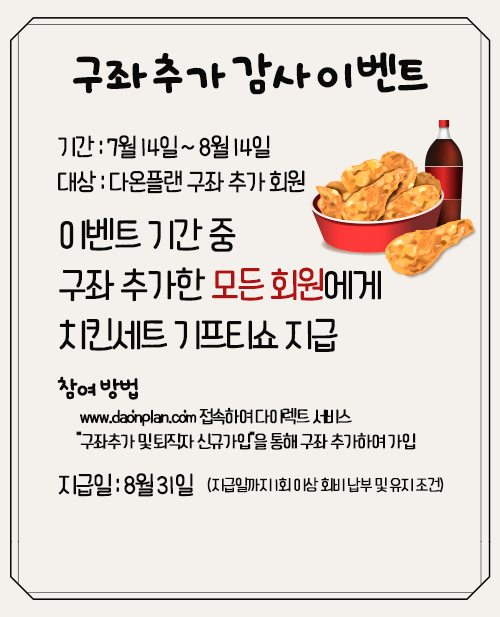 구좌 추가 감사 이벤트
기간 : 7월 14일 ~ 8월 14일
대상 : 다온플랜 구좌 추가 회원
이벤트 기간 중
구좌 추가한 모든 회원에게
치킨세트 기프티쇼 지급
참여 방법
www.daonplan.com 접속하여 다이렉트 서비스
"구좌추가 및 퇴직자 신규가입"을 통해 구좌 추가하여 가입
지급일 : 8월 31일 (지급일까지 1회 이상 회비 납부 및 유지 조건)